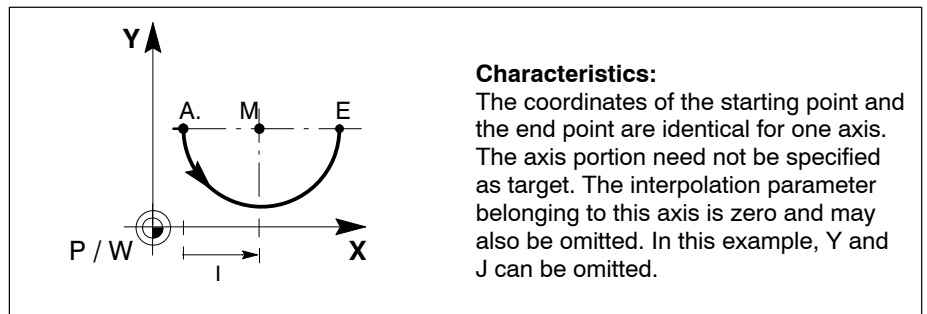 Y
A. M E
P / W
X
I
Characteristics:
The coordinates of the starting point and
the end point are identical for one axis.
The axis portion need not be specified
as target. The interpolation parameter
belonging to this axis is zero and may
also be omitted. In this example, Y and
J can be omitted.